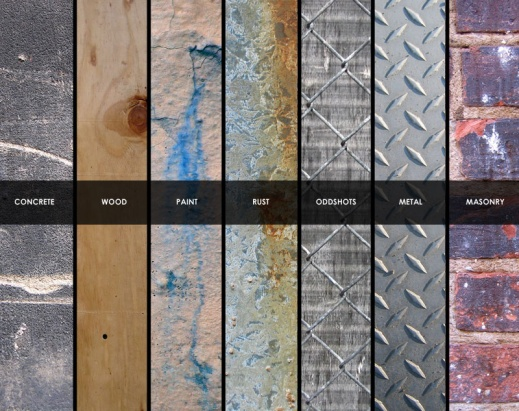 CONCRETE
WOOD
PAINT
RUST
ODDSHOTS
METAL
MASONRY